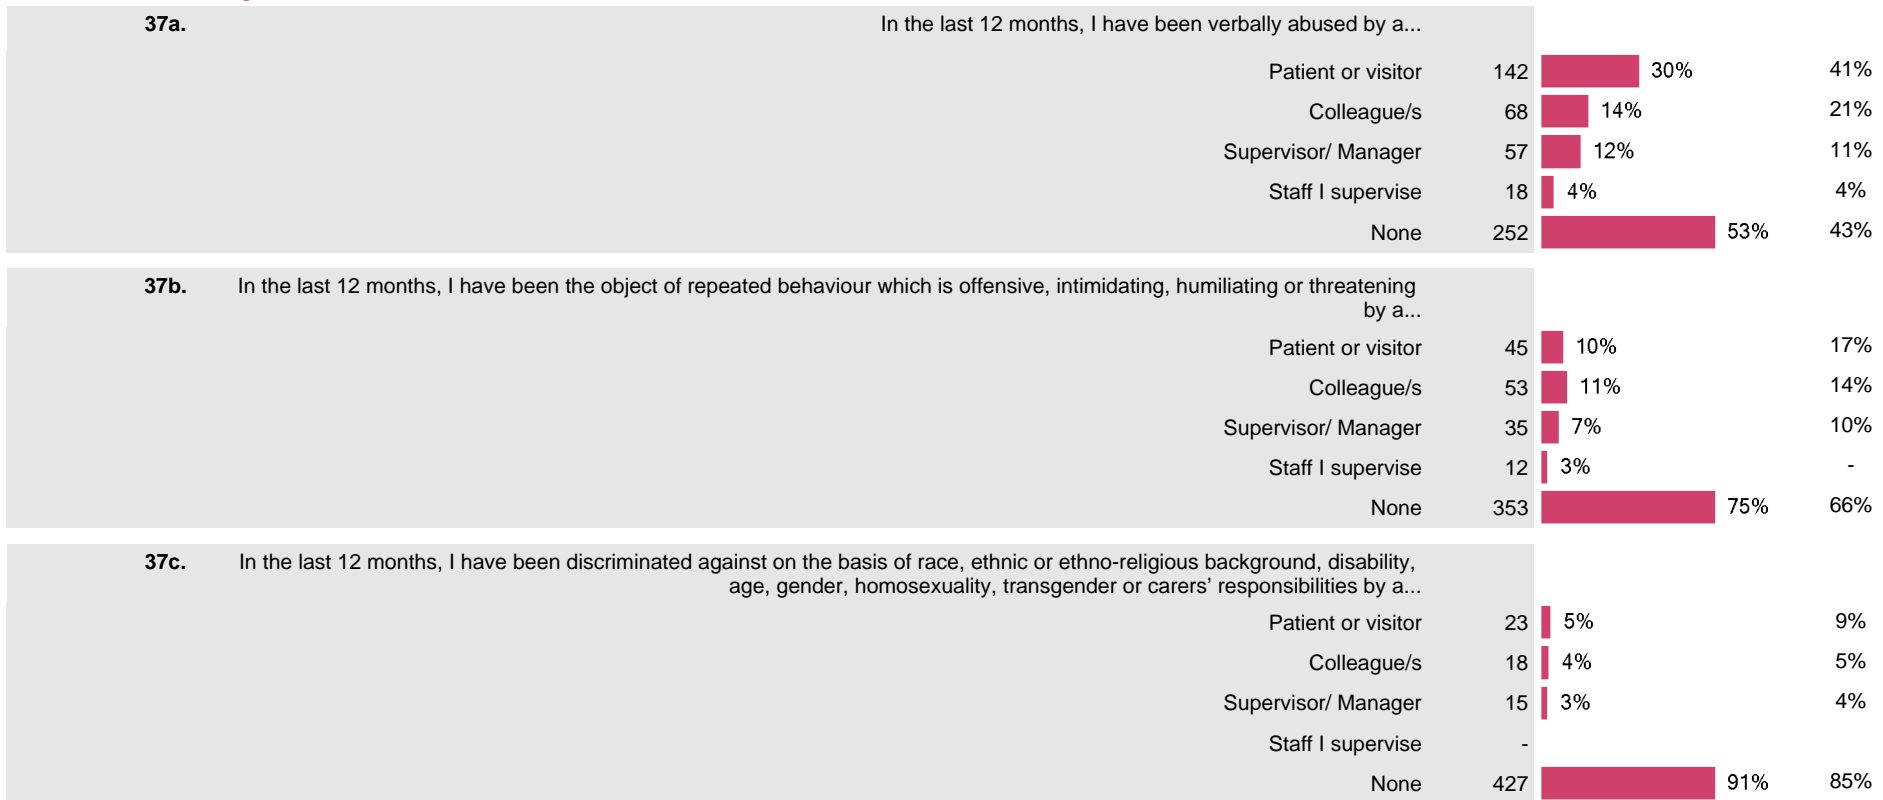 37a. In the last 12 months, I have been verbally abused by a...
Patient or visitor 142 30% 41%
Colleague/s 68 14% 21%
Supervisor/ Manager 57 12% 11%
Staff I supervise 18 4% 4%
None 252 53% 43%
37b. In the last 12 months, I have been the object of repeated behaviour which is offensive, intimidating, humiliating or threatening
by a...
Patient or visitor 45 10% 17%
Colleague/s 53 11% 14%
Supervisor/ Manager 35 7% 10%
Staff I supervise 12 3% -
None 353 75% 66%
37c. In the last 12 months, I have been discriminated against on the basis of race, ethnic or ethno-religious background, disability,
age, gender, homosexuality, transgender or carers’ responsibilities by a...
Patient or visitor 23 5% 9%
Colleague/s 18 4% 5%
Supervisor/ Manager 15 3% 4%
Staff I supervise -
None 427 91% 85%